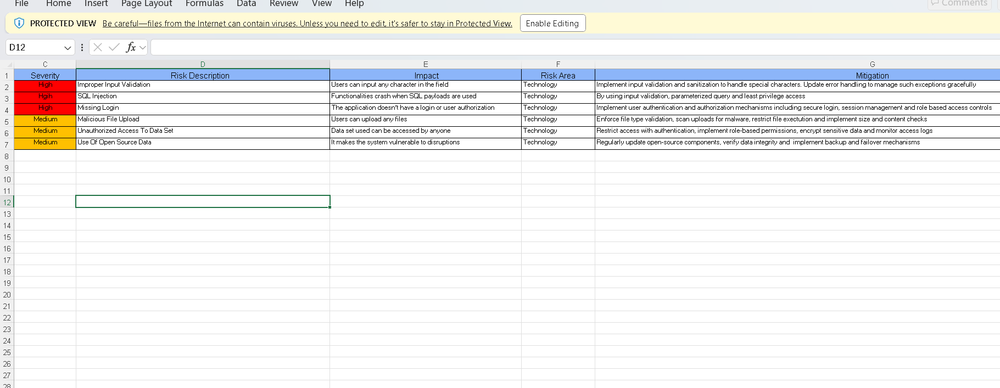 File Home Insert Page Layout Formulas Data Review View Help Comments
PROTECTED VIEW Be careful—files from the Internet can contain viruses. Unless you need to edit, it's safer to stay in Protected View. Enable Editing
D12 fx
C D E F G
1 Severity Risk Description Impact Risk Area Mitigation
2 High Improper Input Validation Users can input any character in the field Technology Implement input validation and sanitization to handle special characters. Update error handling to manage such exceptions gracefully
3 Hgih SQL Injection Functionalities crash when SQL payloads are used Technology By using input validation, parameterized query and least privilege access
4 High Missing Login The application doesn't have a login or user authorization Technology Implement user authentication and authorization mechanisms including secure login, session management and role based access controls
5 Medium Malicious File Upload Users can upload any files Technology Enforce file type validation, scan uploads for malware, restrict file exectution and implement size and content checks
6 Medium Unauthorized Access To Data Set Data set used can be accessed by anyone Technology Restrict access with authentication, implement role-based permissions, encrypt sensitive data and monitor access logs
7 Medium Use Of Open Source Data It makes the system vulnerable to disruptions Technology Regularly update open-source components, verify data integrity and implement backup and failover mechanisms
8
9
10
11
12
13
14
15
16
17
18
19
20
21
22
23
24
25
26
27
28